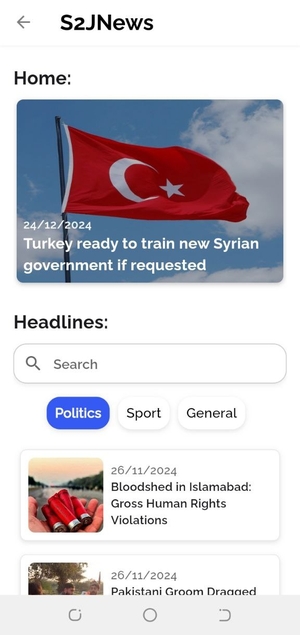 S2JNews
Home:
24/12/2024
Turkey ready to train new Syrian
government if requested
Headlines:
Search
Politics
Sport
General
26/11/2024
Bloodshed in Islamabad:
Gross Human Rights
Violations
26/11/2024
Pakistani Groom Dragged